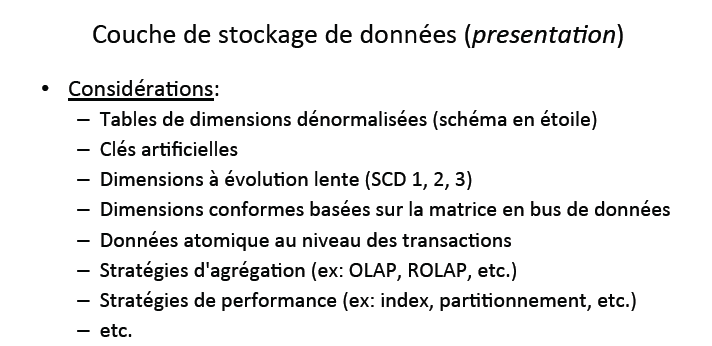 Couche de stockage de données (presentation)
• Considérations:
– Tables de dimensions dénormalisées (schéma en étoile)
– Clés artificielles
– Dimensions à évolution lente (SCD 1, 2, 3)
– Dimensions conformes basées sur la matrice en bus de données
– Données atomique au niveau des transactions
– Stratégies d'agrégation (ex: OLAP, ROLAP, etc.)
– Stratégies de performance (ex: index, partitionnement, etc.)
– etc.